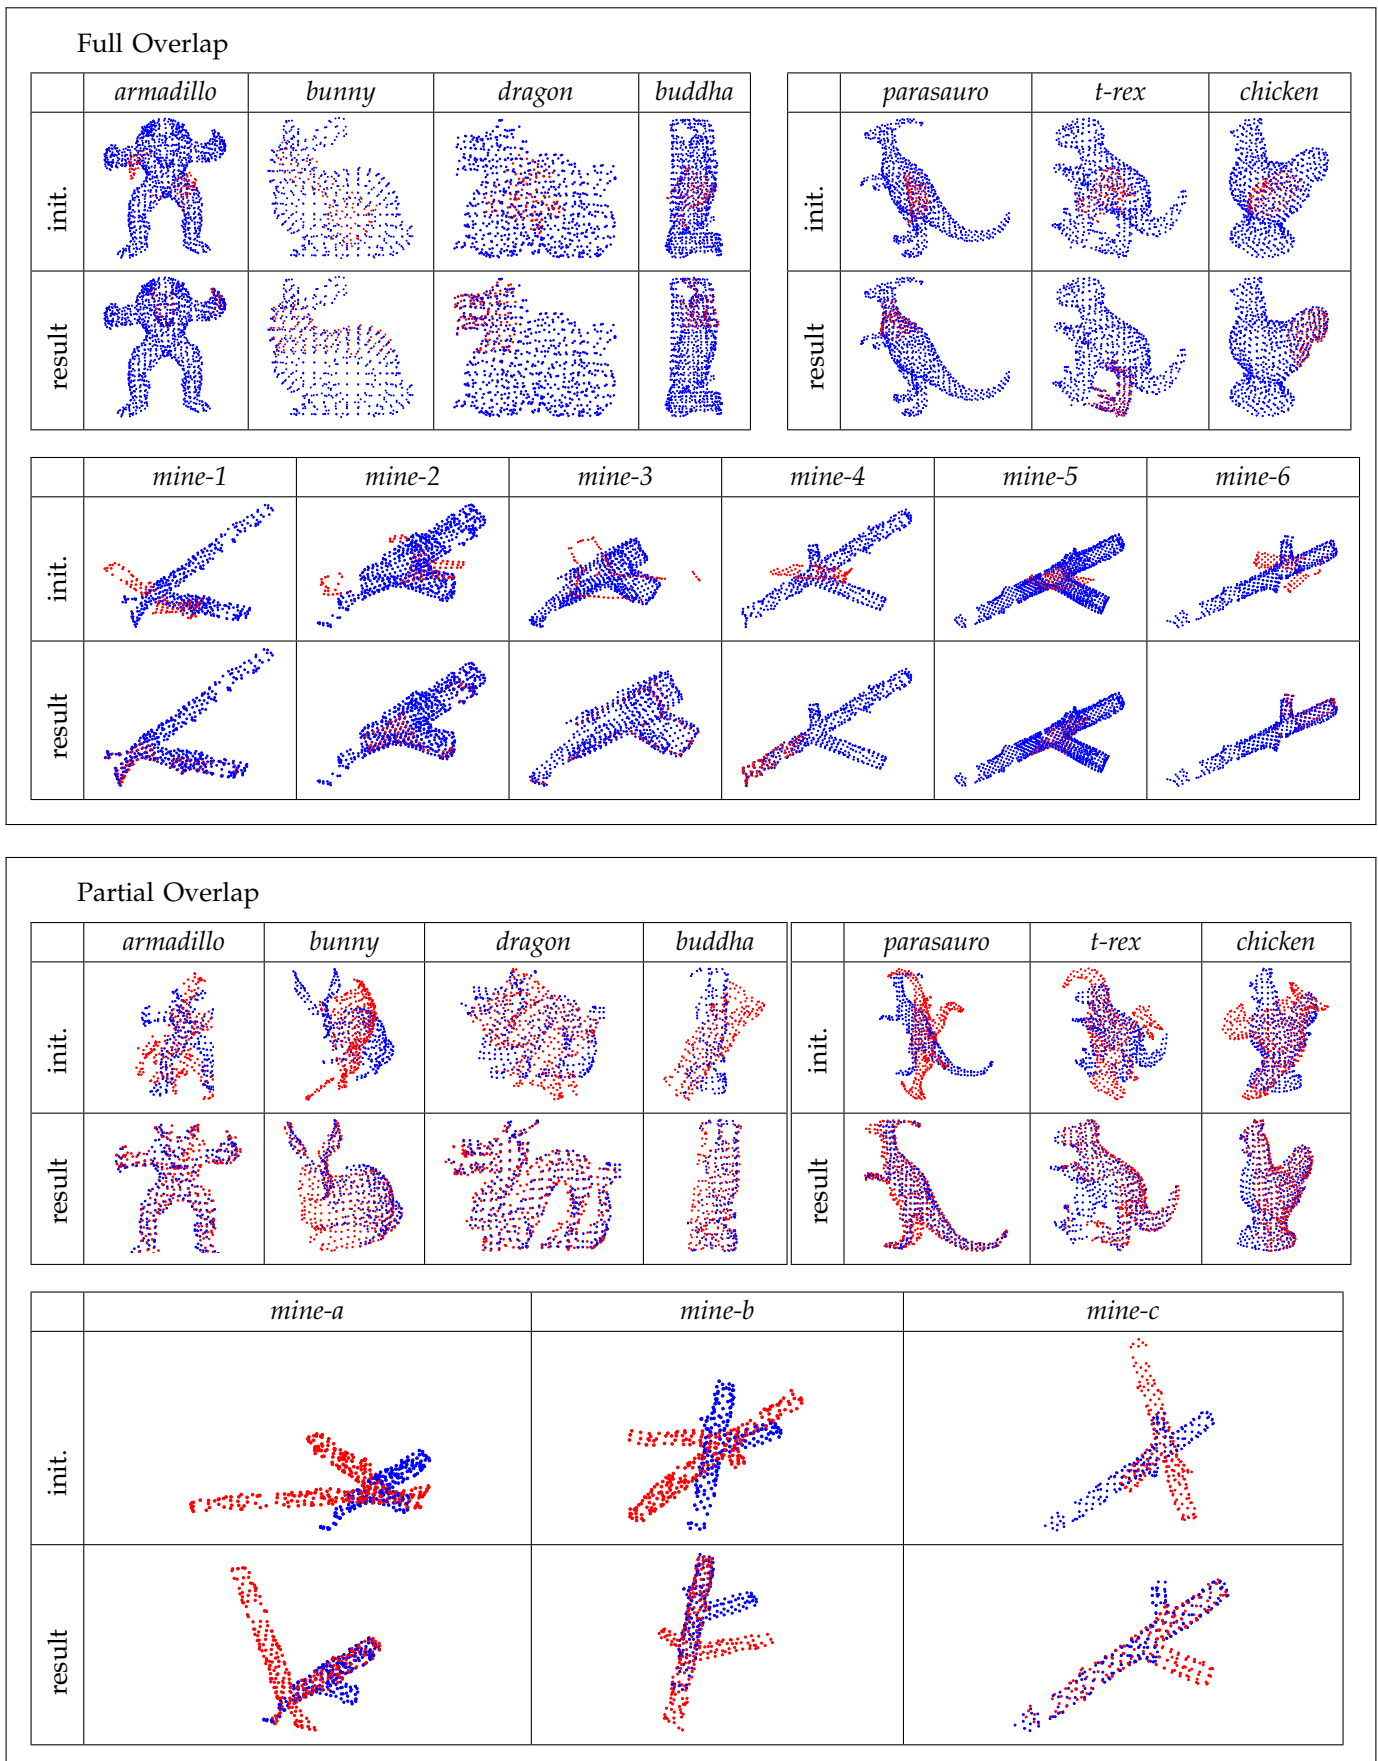 Full Overlap
armadillo bunny dragon buddha parasauro t-rex chicken
init. init.
result result
mine-1 mine-2 mine-3 mine-4 mine-5 mine-6
init.
result
Partial Overlap
armadillo bunny dragon buddha parasauro t-rex chicken
init. init.
result result
mine-a mine-b mine-c
init.
result